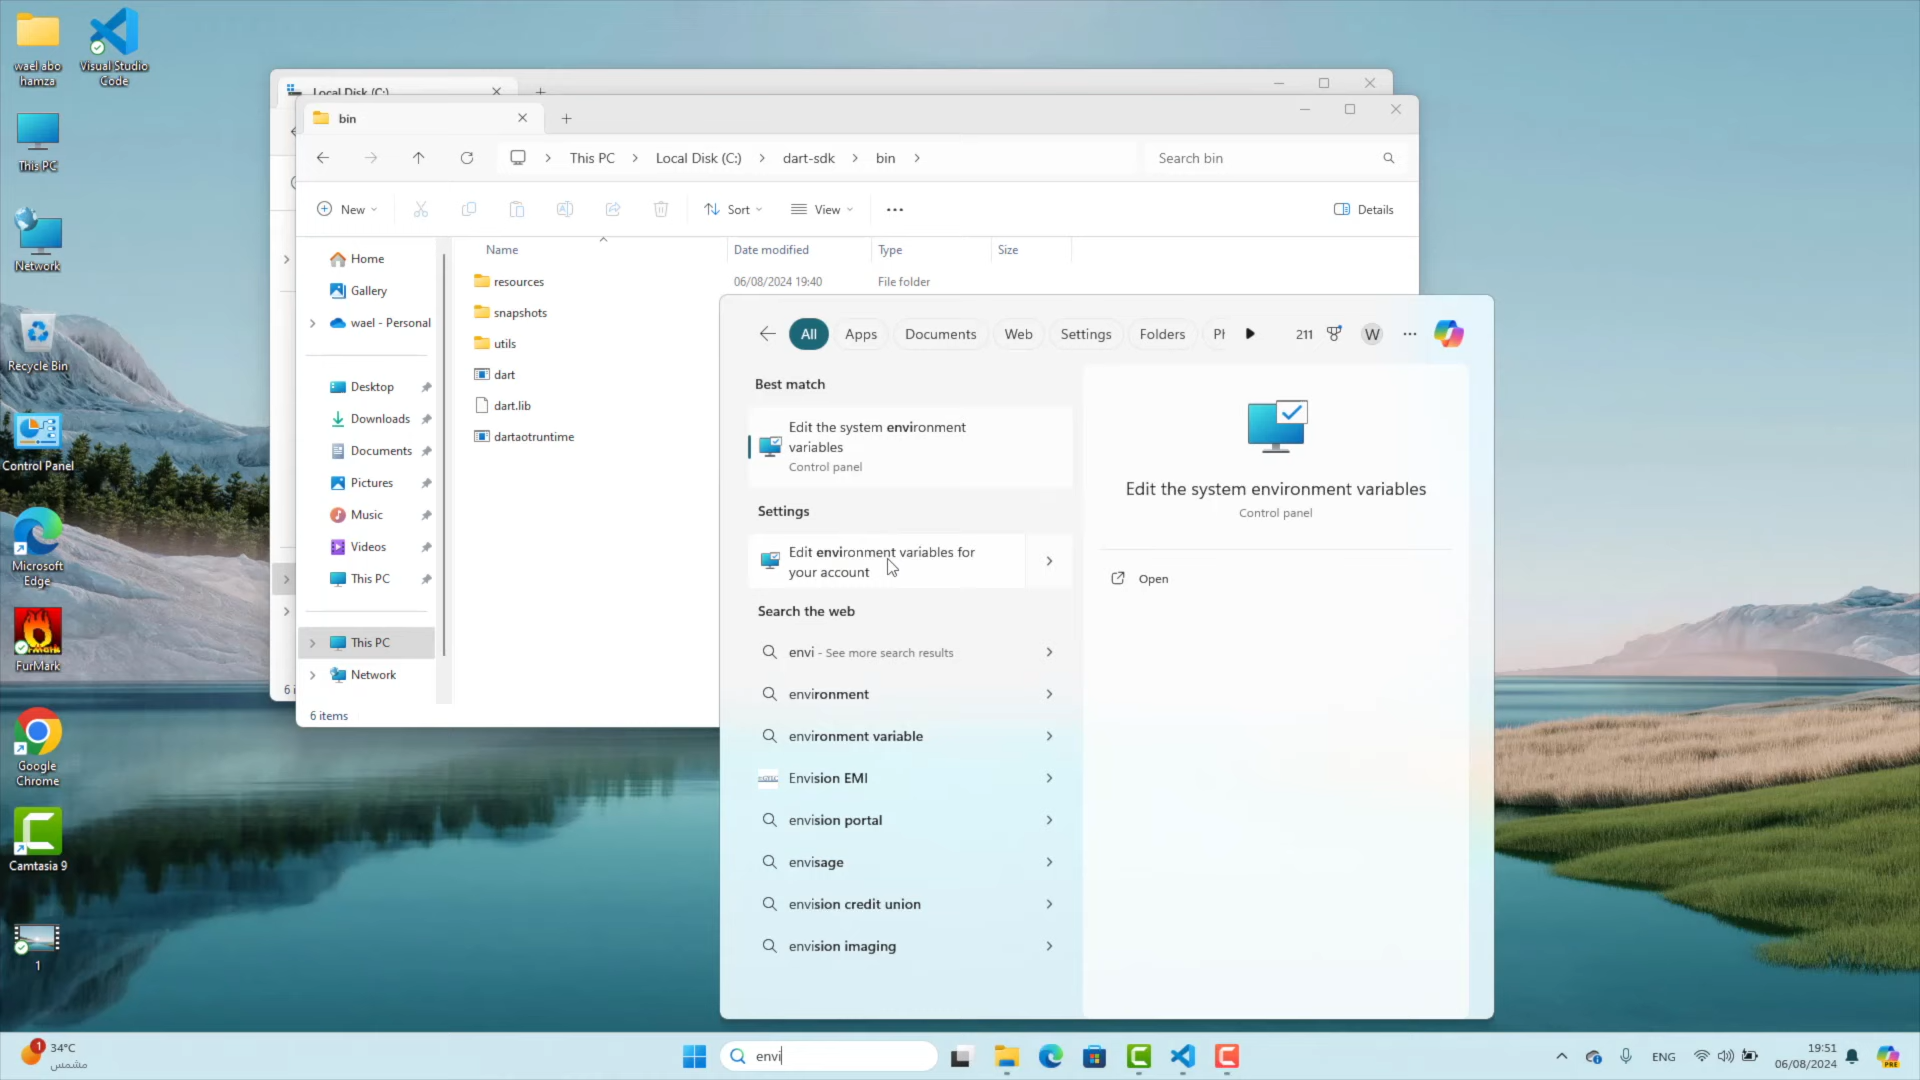 wael abo
hamza
Visual Studio
Code
This PC
Network
Recycle Bin
Control Panel
Microsoft
Edge
FurMark
Google
Chrome
Camtasia 9
1
Local Disk (C:)
bin
This PC
Local Disk (C:)
dart-sdk
bin
Search bin
New
Sort
View
Details
Name
Date modified
Type
Size
Home
Gallery
wael - Personal
Desktop
Downloads
Documents
Pictures
Music
Videos
This PC
This PC
Network
resources
06/08/2024 19:40
File folder
snapshots
utils
dart
dart.lib
dartaotruntime
6 items
All
Apps
Documents
Web
Settings
Folders
211
W
Best match
Edit the system environment
variables
Control panel
Settings
Edit environment variables for
your account
Search the web
envi - See more search results
environment
environment variable
Envision EMI
envision portal
envisage
envision credit union
envision imaging
Edit the system environment variables
Control panel
Open
1
34°C
مشمس
envi
ENG
19:51
06/08/2024
PRE